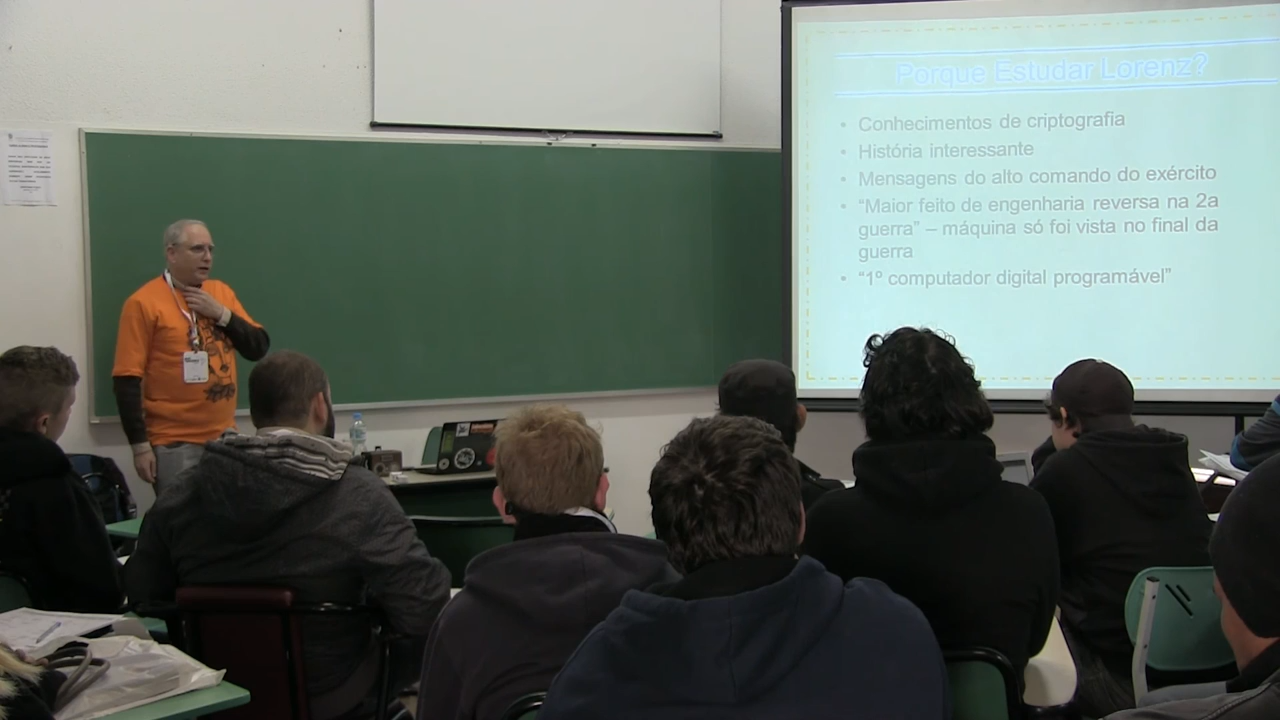 Porque Estudar Lorenz?
• Conhecimentos de criptografia
• História interessante
• Mensagens do alto comando do exército
• “Maior feito de engenharia reversa na 2a
guerra” – máquina só foi vista no final da
guerra
• “1º computador digital programável”